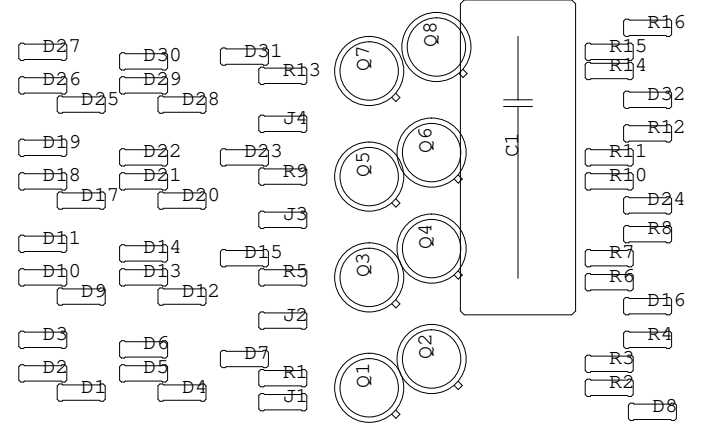 R16
Q8
D27 D30 D31 Q7 R15
D26 D29 R13 R14
D25 D28 D32
J4 R12
D19 Q6 C1
D22 D23 R11
D18 D21 R9 Q5 R10
D17 D20 D24
J3 R8
D11 Q4
D14 D15 R7
D10 D13 R5 Q3 R6
D9 D12 D16
J2
D3 D6 Q2 R4
D7 R3
D2 D5 R1 Q1 R2
D1 D4 J1 D8